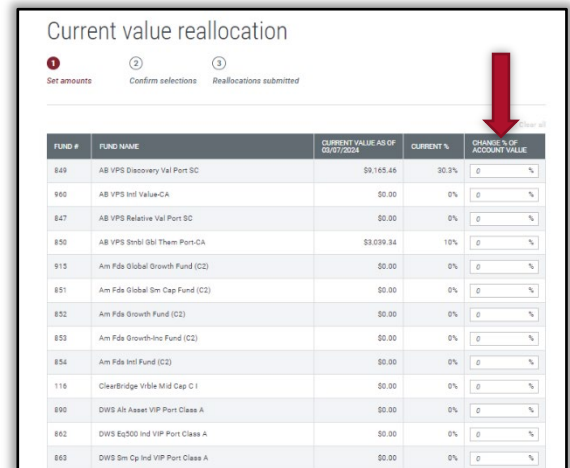 Current value reallocation
1 2 3
Set amounts Confirm selections Reallocations submitted
Clear all
FUND # FUND NAME CURRENT VALUE AS OF 03/07/2024 CURRENT % CHANGE % OF ACCOUNT VALUE
849 AB VPS Discovery Val Port SC $9,165.46 30.3% 0 %
960 AB VPS Intl Value-CA $0.00 0% 0 %
847 AB VPS Relative Val Port SC $0.00 0% 0 %
850 AB VPS Stnbl Gbl Them Port-CA $3,039.34 10% 0 %
915 Am Fds Global Growth Fund (C2) $0.00 0% 0 %
851 Am Fds Global Sm Cap Fund (C2) $0.00 0% 0 %
852 Am Fds Growth Fund (C2) $0.00 0% 0 %
853 Am Fds Growth-Inc Fund (C2) $0.00 0% 0 %
854 Am Fds Intl Fund (C2) $0.00 0% 0 %
116 ClearBridge Vrble Mid Cap C I $0.00 0% 0 %
890 DWS Alt Asset VIP Port Class A $0.00 0% 0 %
862 DWS Eq500 Ind VIP Port Class A $0.00 0% 0 %
863 DWS Sm Cp Ind VIP Port Class A $0.00 0% 0 %